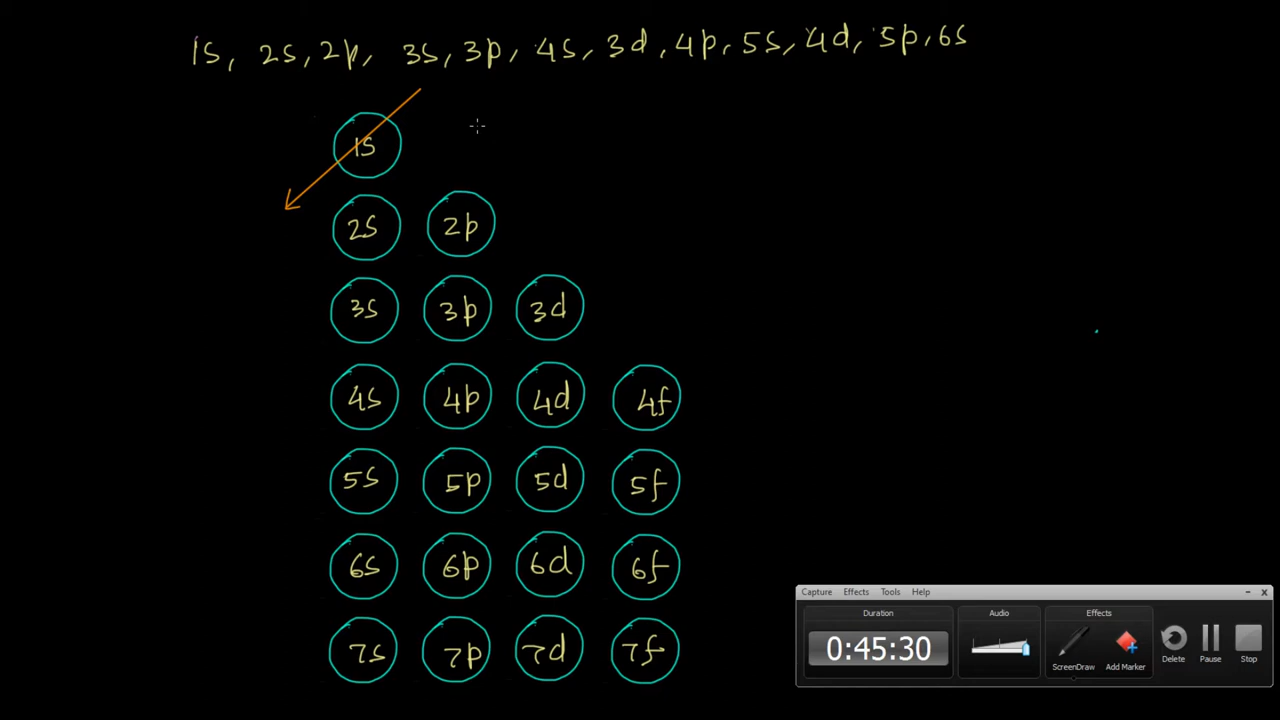 1s, 2s, 2p, 3s, 3p, 4s, 3d, 4p, 5s, 4d, 5p, 6s
1s
2s 2p
3s 3p 3d
4s 4p 4d 4f
5s 5p 5d 5f
6s 6p 6d 6f
7s 7p 7d 7f
Capture Effects Tools Help
Duration Audio Effects
0:45:30
ScreenDraw Add Marker Delete Pause Stop